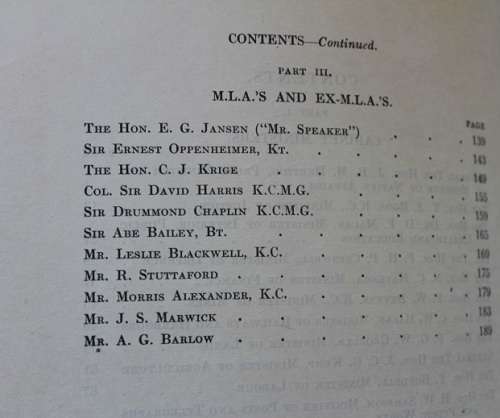 CONTENTS—Continued.
PART III.
M.L.A.'S AND EX-M.L.A.'S.
PAGE
THE HON. E. G. JANSEN ("MR. SPEAKER") . . . 139
SIR ERNEST OPPENHEIMER, KT. . . . . 143
THE HON. C. J. KRIGE . . . . . 149
COL. SIR DAVID HARRIS K.C.M.G. . . . . 155
SIR DRUMMOND CHAPLIN K.C.M.G. . . . . 159
SIR ABE BAILEY, BT. . . . . . 165
MR. LESLIE BLACKWELL, K.C. . . . . 169
MR. R. STUTTAFORD . . . . . 175
MR. MORRIS ALEXANDER, K.C. . . . . 179
MR. J. S. MARWICK . . . . . 183
MR. A. G. BARLOW . . . . . 189